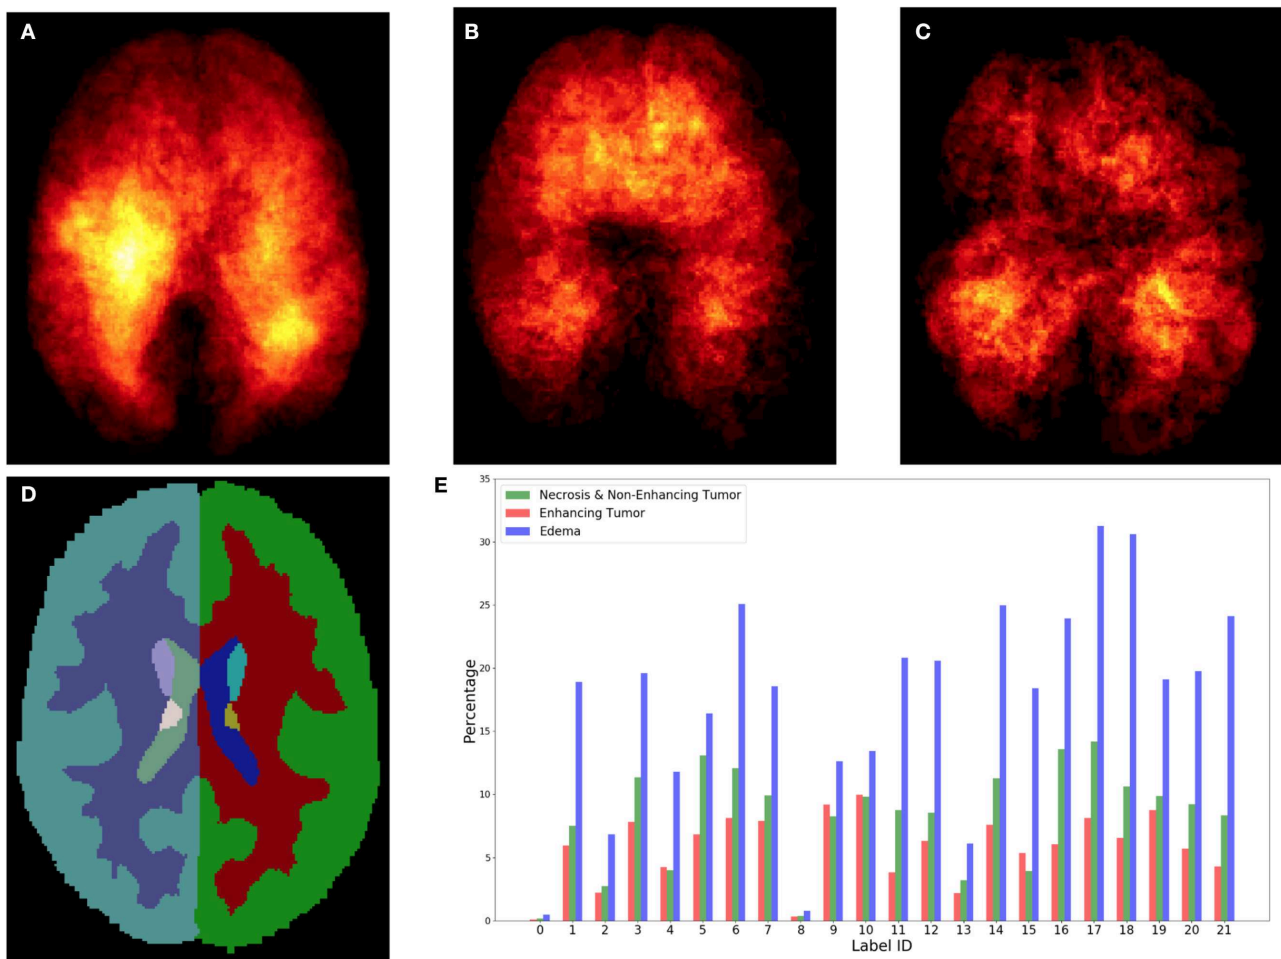 A
B
C
D
E
35
30
25
20
15
10
5
0
Percentage
Necrosis & Non-Enhancing Tumor
Enhancing Tumor
Edema
0 1 2 3 4 5 6 7 8 9 10 11 12 13 14 15 16 17 18 19 20 21
Label ID